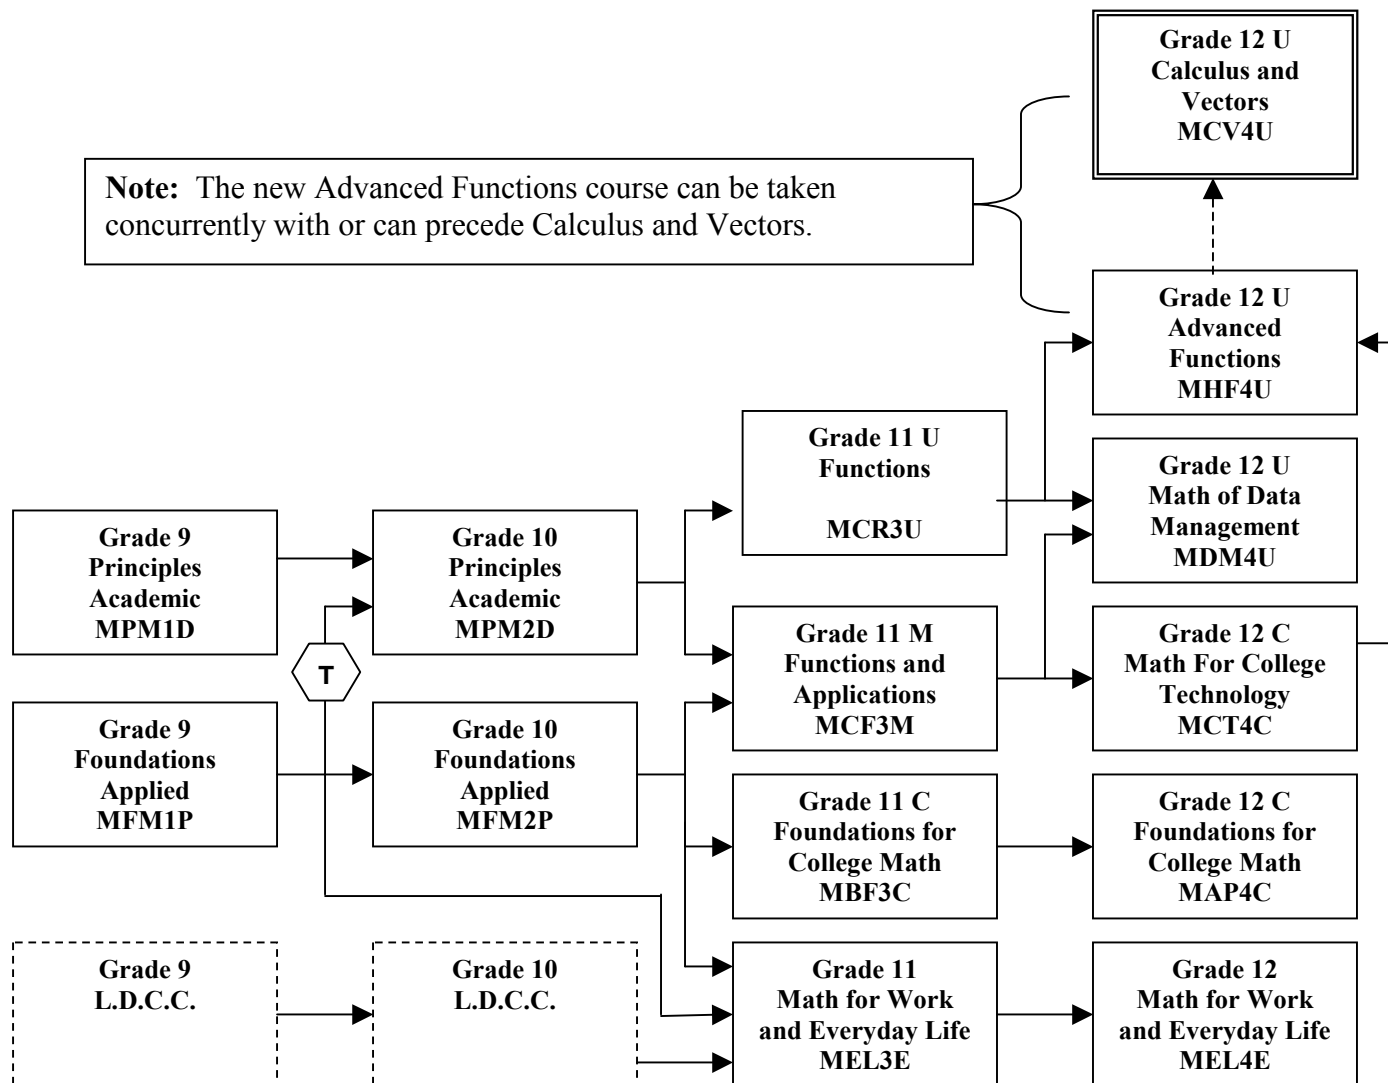 Grade 12 U
Calculus and
Vectors
MCV4U
Note: The new Advanced Functions course can be taken
concurrently with or can precede Calculus and Vectors.
Grade 12 U
Advanced
Functions
MHF4U
Grade 11 U
Functions
MCR3U
Grade 12 U
Math of Data
Management
MDM4U
Grade 9
Principles
Academic
MPM1D
Grade 10
Principles
Academic
MPM2D
Grade 11 M
Functions and
Applications
MCF3M
Grade 12 C
Math For College
Technology
MCT4C
T
Grade 9
Foundations
Applied
MFM1P
Grade 10
Foundations
Applied
MFM2P
Grade 11 C
Foundations for
College Math
MBF3C
Grade 12 C
Foundations for
College Math
MAP4C
Grade 9
L.D.C.C.
Grade 10
L.D.C.C.
Grade 11
Math for Work
and Everyday Life
MEL3E
Grade 12
Math for Work
and Everyday Life
MEL4E